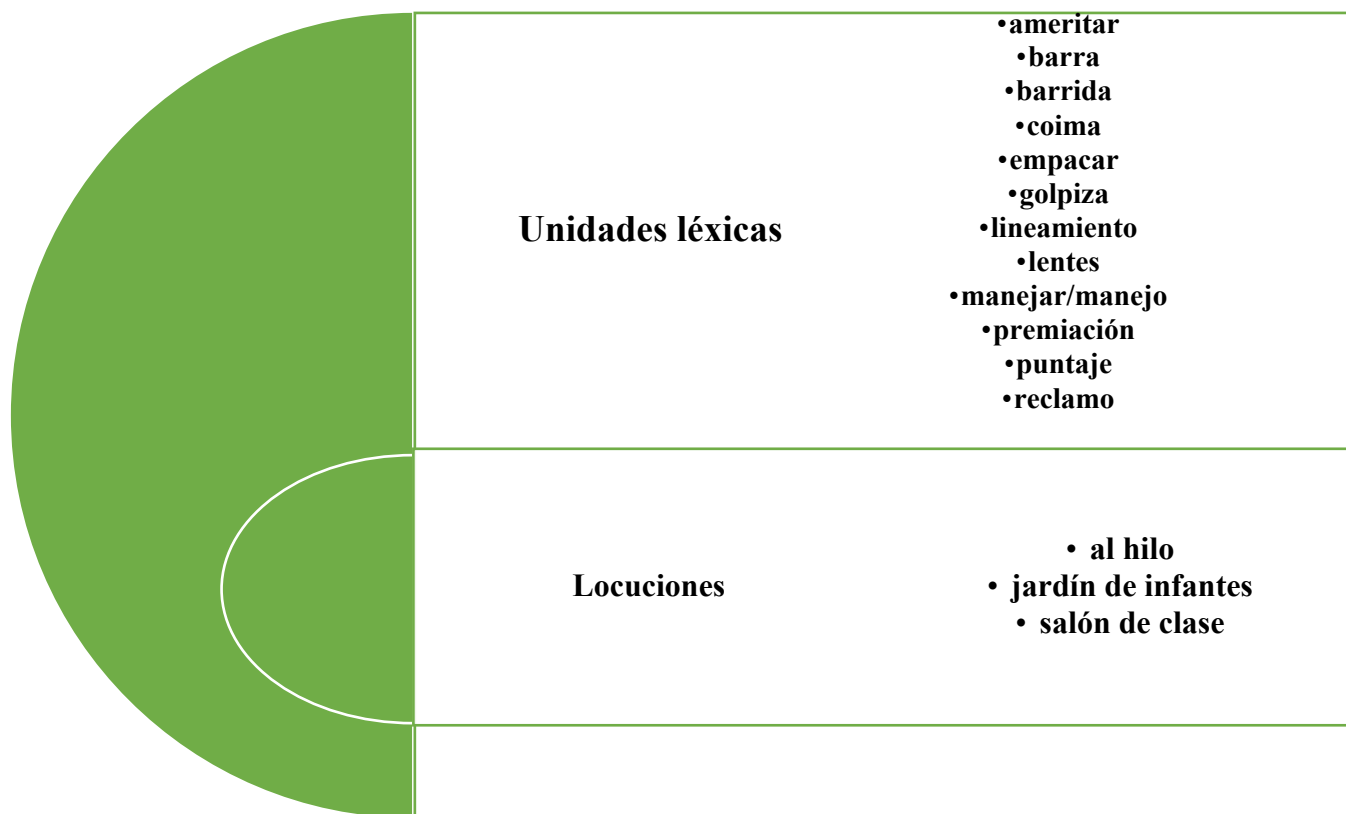 Unidades léxicas
•ameritar
•barra
•barrida
•coima
•empacar
•golpiza
•lineamiento
•lentes
•manejar/manejo
•premiación
•puntaje
•reclamo
Locuciones
• al hilo
• jardín de infantes
• salón de clase